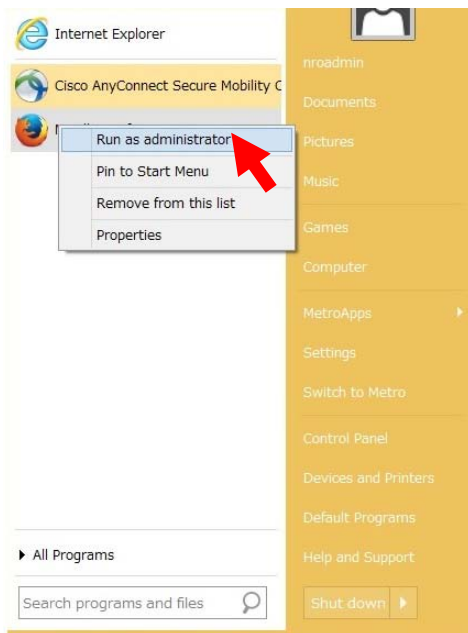 Internet Explorer
Cisco AnyConnect Secure Mobility C
Run as administrator
Pin to Start Menu
Remove from this list
Properties
All Programs
Search programs and files
nroadmin
Documents
Pictures
Music
Games
Computer
MetroApps
Settings
Switch to Metro
Control Panel
Devices and Printers
Default Programs
Help and Support
Shut down